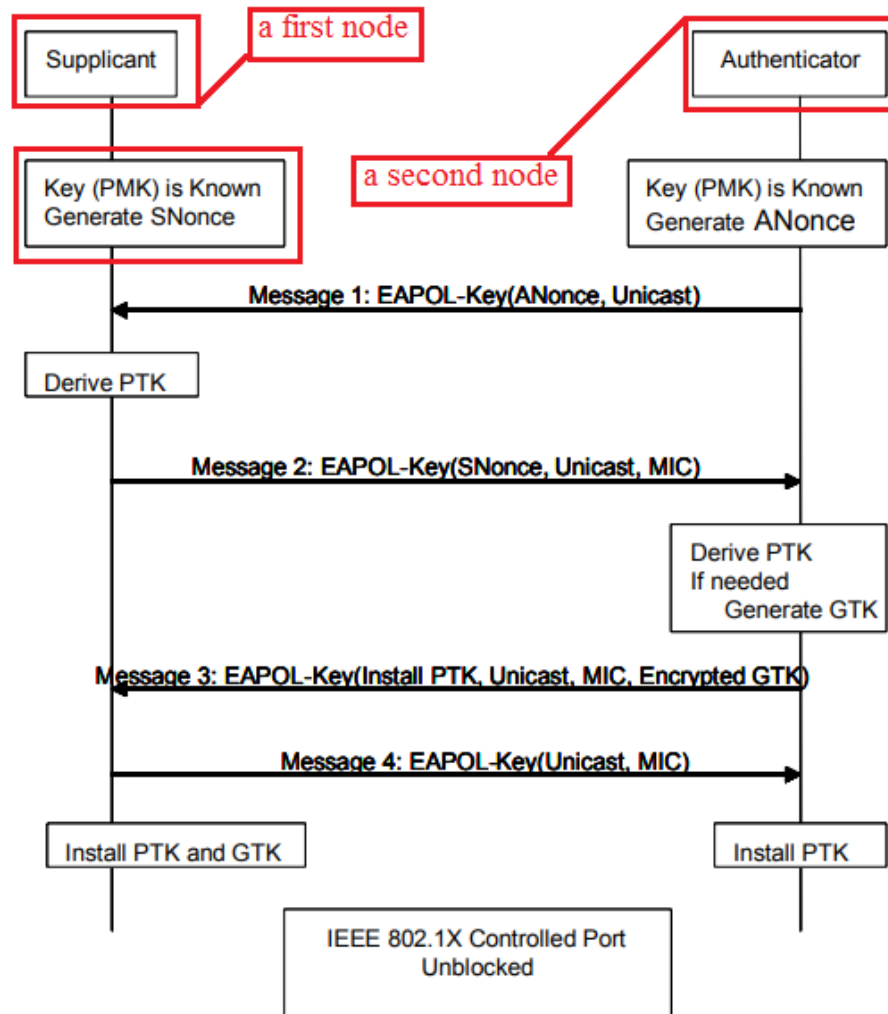 a first node
Supplicant
Authenticator
a second node
Key (PMK) is Known
Generate SNonce
Key (PMK) is Known
Generate ANonce
Message 1: EAPOL-Key(ANonce, Unicast)
Derive PTK
Message 2: EAPOL-Key(SNonce, Unicast, MIC)
Derive PTK
If needed
Generate GTK
Message 3: EAPOL-Key(Install PTK, Unicast, MIC, Encrypted GTK)
Message 4: EAPOL-Key(Unicast, MIC)
Install PTK and GTK
Install PTK
IEEE 802.1X Controlled Port
Unblocked